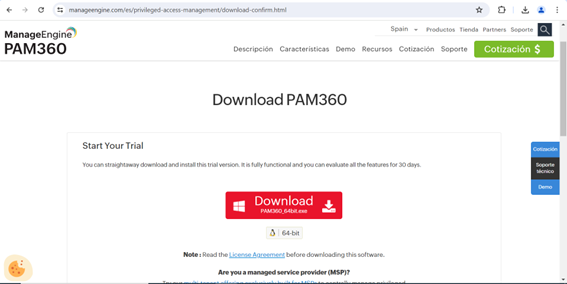 manageengine.com/es/privileged-access-management/download-confirm.html
Spain Productos Tienda Partners Soporte
ManageEngine
PAM360
Descripción Características Demo Recursos Cotización Soporte Cotización $
Download PAM360
Start Your Trial
You can straightaway download and install this trial version. It is fully functional and you can evaluate all the features for 30 days.
Cotización
Soporte
técnico
Demo
Download
PAM360_64bit.exe
64-bit
Note : Read the License Agreement before downloading this software.
Are you a managed service provider (MSP)?